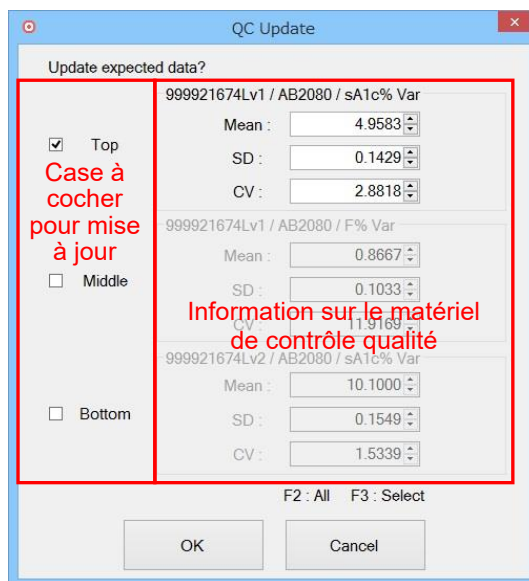 QC Update
Update expected data?
999921674Lv1 / AB2080 / sA1c% Var
Top
Mean : 4.9583
SD : 0.1429
CV : 2.8818
Case à
cocher
pour mise
à jour
999921674Lv1 / AB2080 / F% Var
Middle
Mean : 0.8667
SD : 0.1033
CV : 11.9169
Information sur le matériel
de contrôle qualité
999921674Lv2 / AB2080 / sA1c% Var
Bottom
Mean : 10.1000
SD : 0.1549
CV : 1.5339
F2 : All F3 : Select
OK Cancel